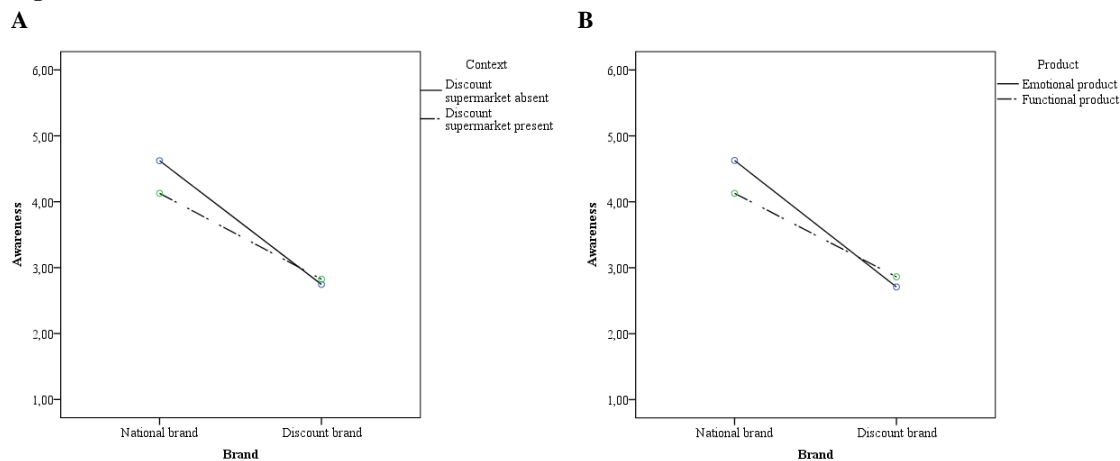 A
B
6,00
5,00
4,00
3,00
2,00
1,00
Awareness
National brand
Discount brand
Brand
Context
Discount
supermarket absent
Discount
supermarket present
6,00
5,00
4,00
3,00
2,00
1,00
Awareness
National brand
Discount brand
Brand
Product
Emotional product
Functional product